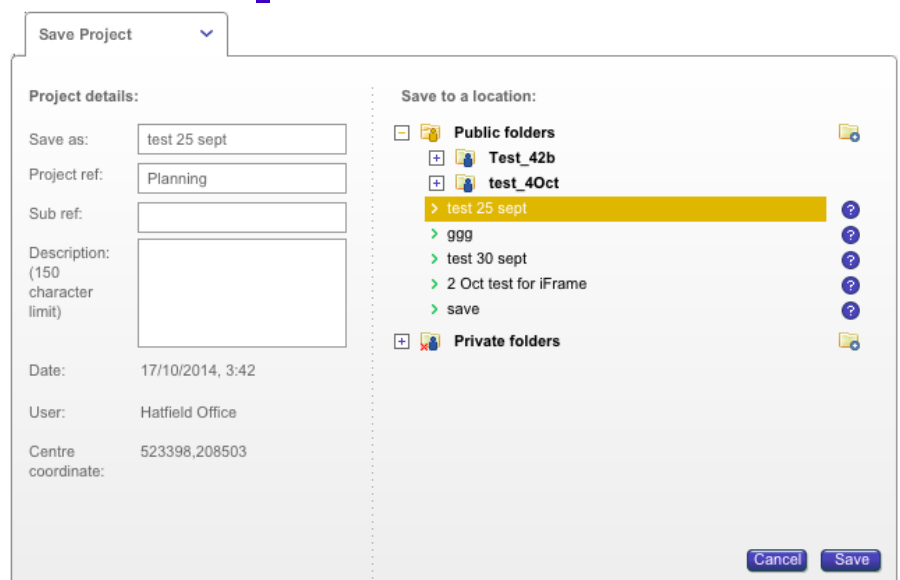 Save Project
Project details:
Save as:
test 25 sept
Project ref:
Planning
Sub ref:
Description:
(150
character
limit)
Date:
17/10/2014, 3:42
User:
Hatfield Office
Centre
coordinate:
523398,208503
Save to a location:
Public folders
Test_42b
test_4Oct
test 25 sept
ggg
test 30 sept
2 Oct test for iFrame
save
Private folders
Cancel
Save